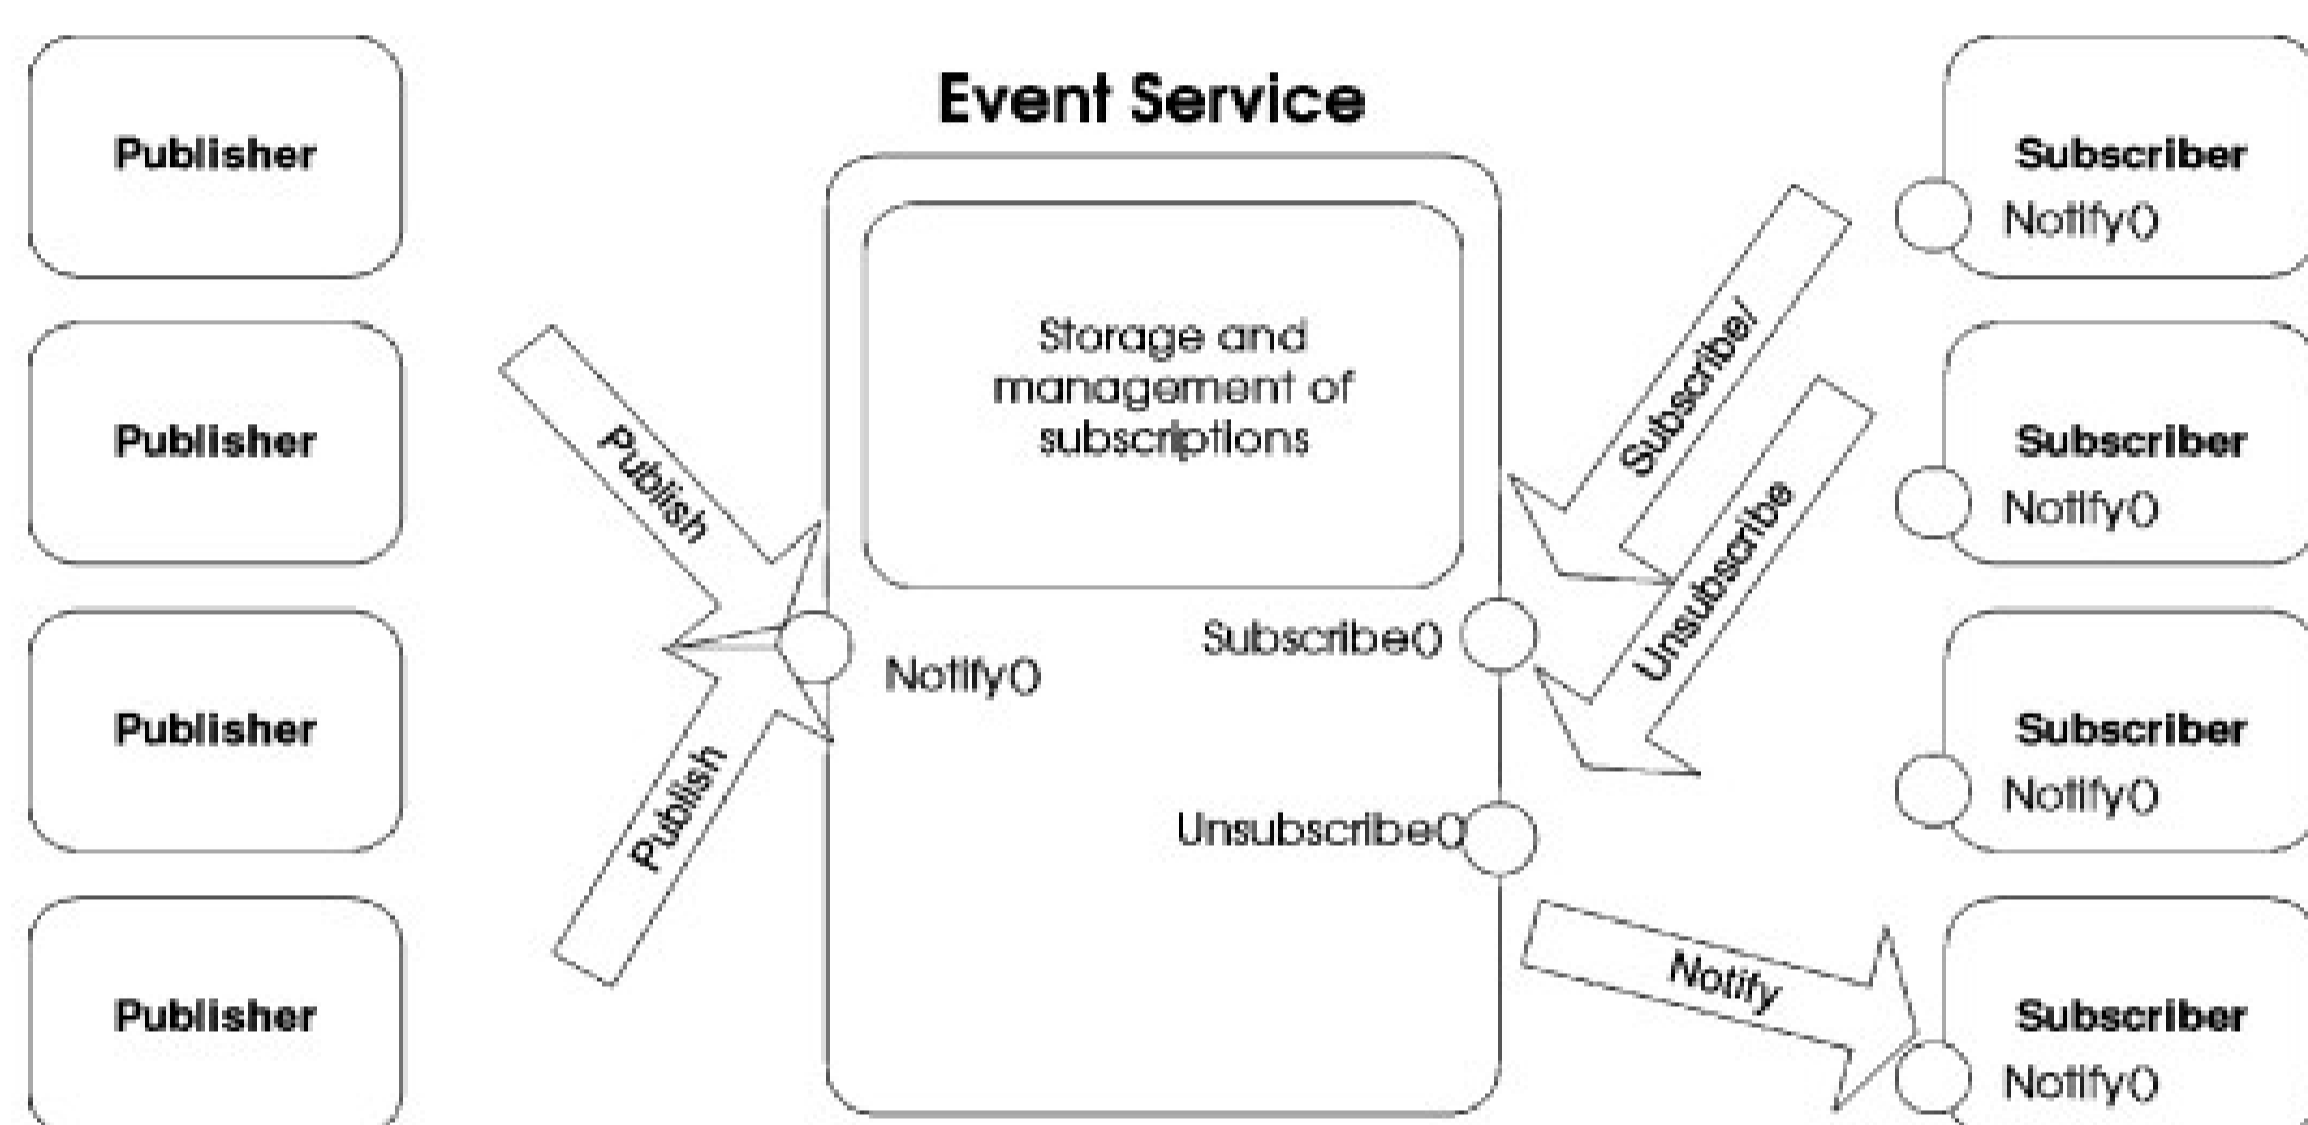 Event Service
Publisher
Publisher
Publisher
Publisher
Publish
Publish
Storage and
management of
subscriptions
Notify()
Subscribe()
Unsubscribe()
Subscribe/
Unsubscribe
Notify
Subscriber
Notify()
Subscriber
Notify()
Subscriber
Notify()
Subscriber
Notify()